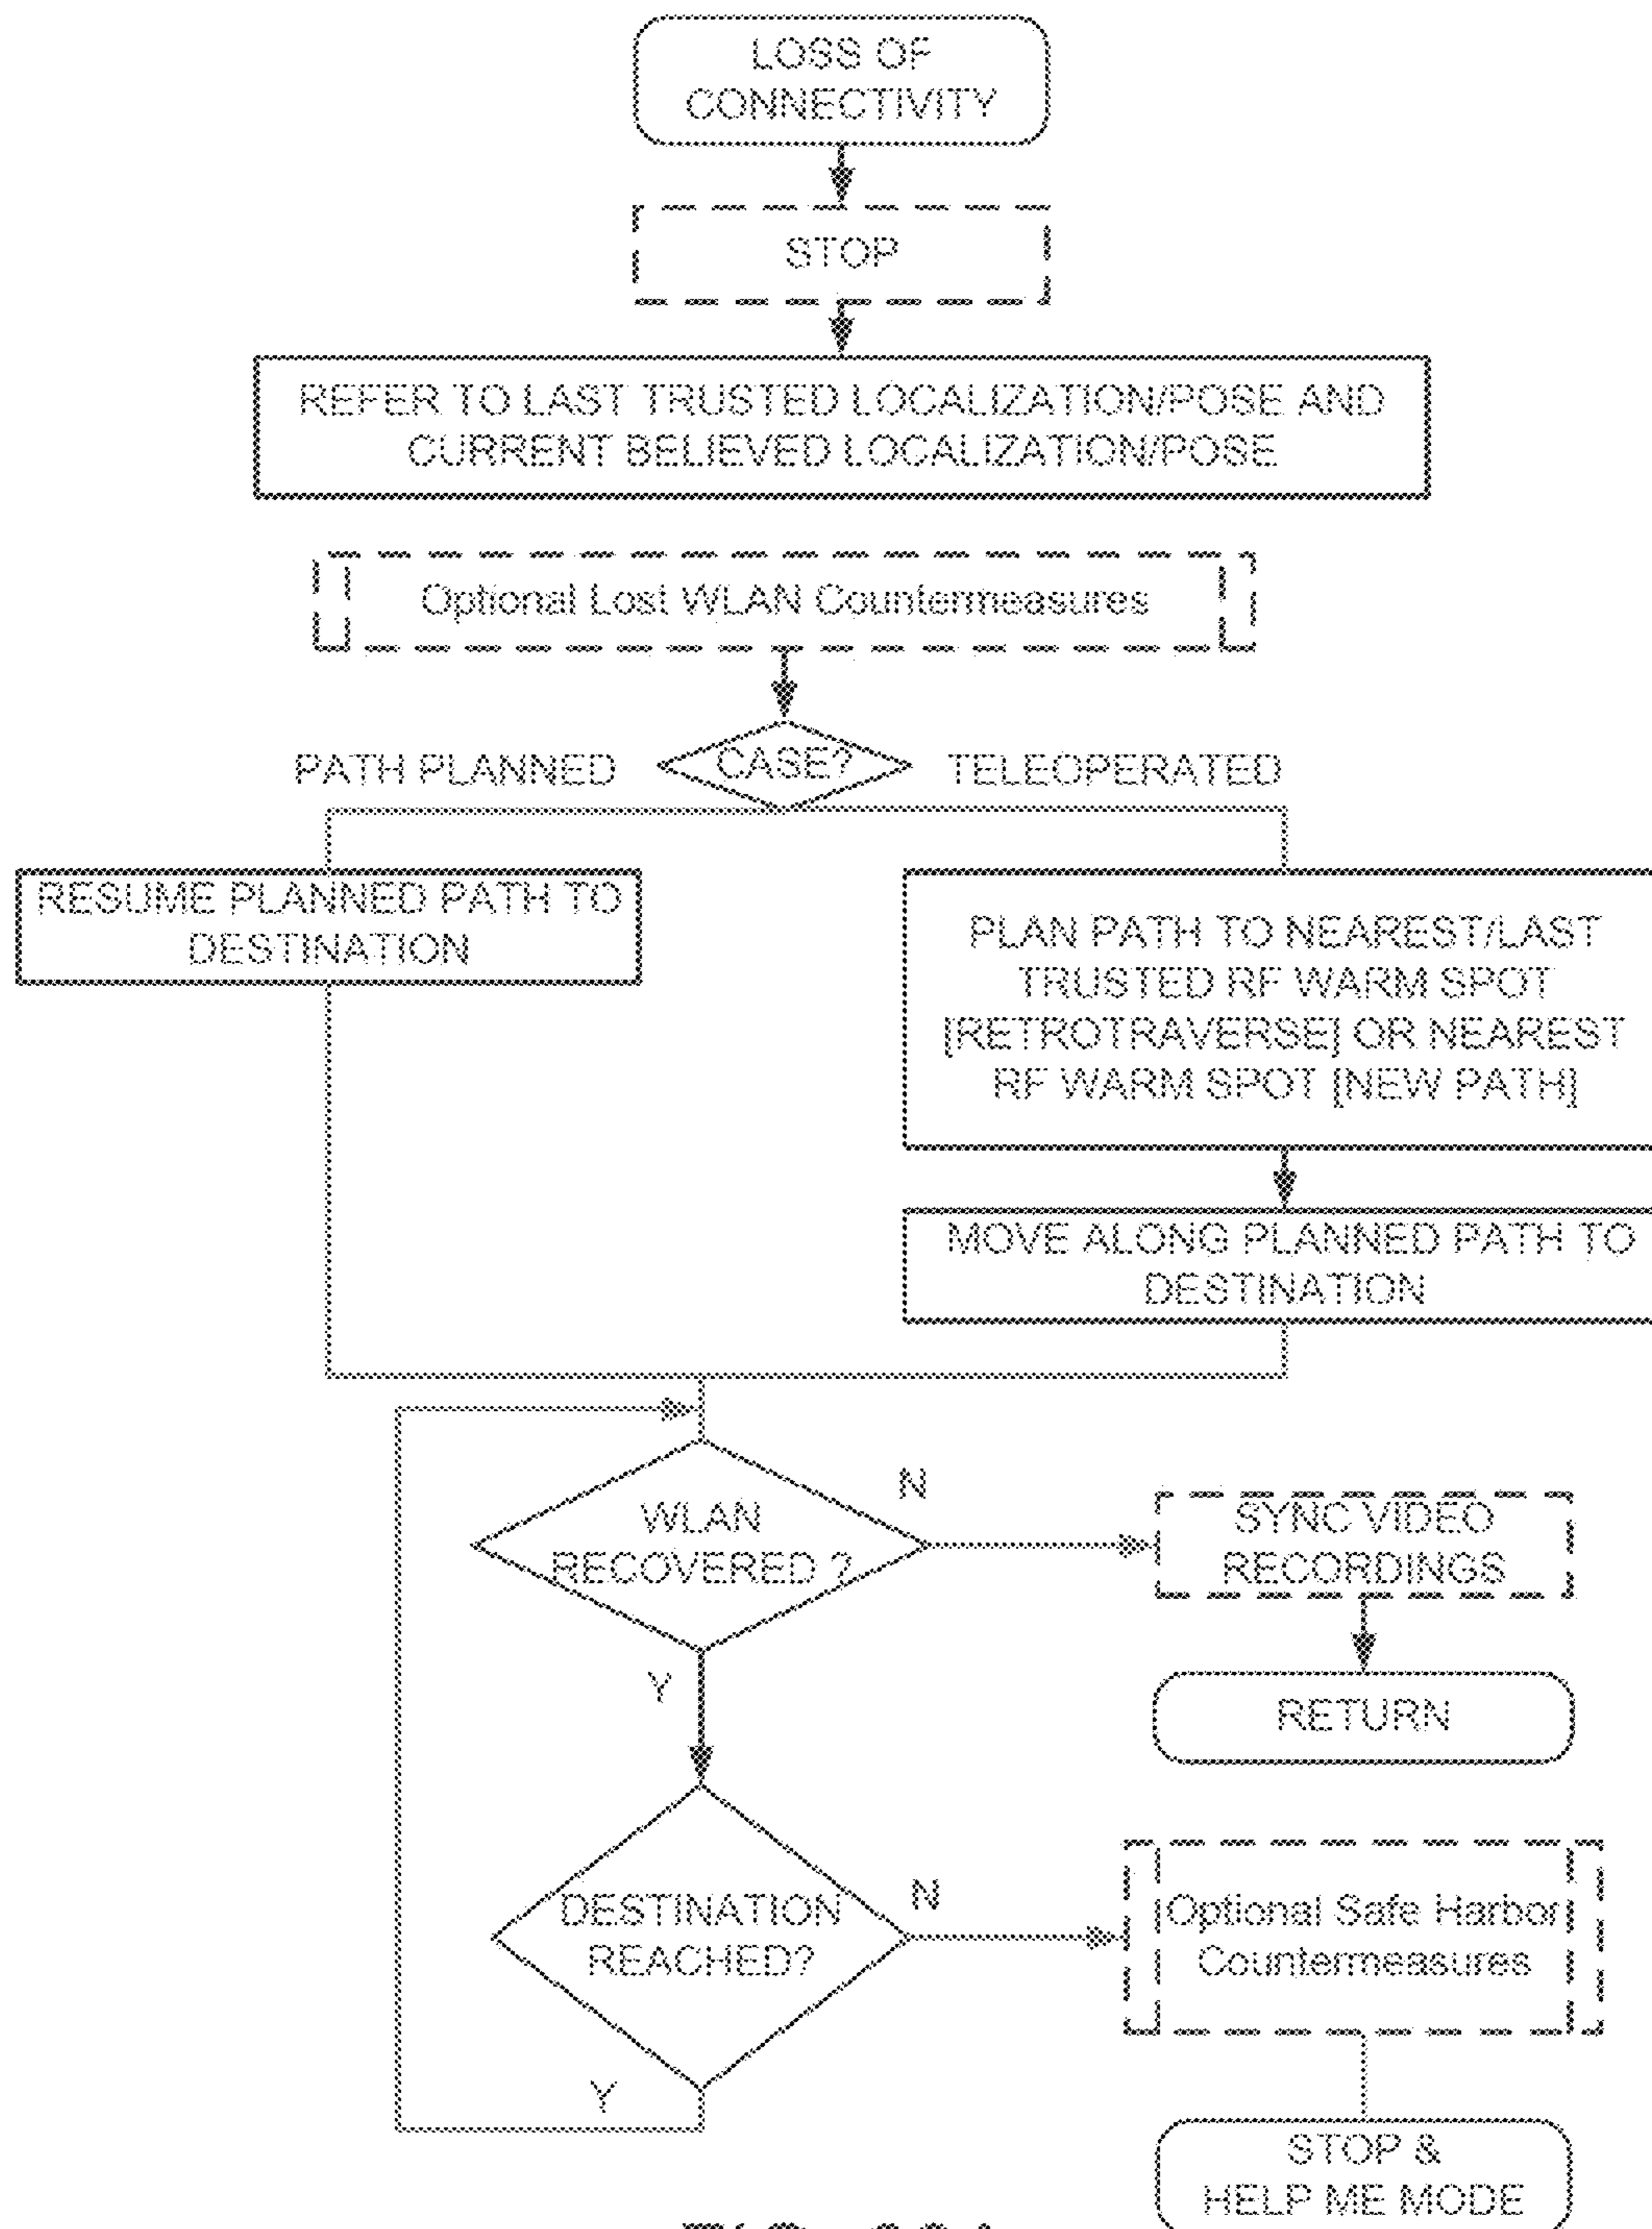 LOSS OF
CONNECTIVITY
STOP
REFER TO LAST TRUSTED LOCALIZATION/POSE AND
CURRENT BELIEVED LOCALIZATION/POSE
Optional Lost WLAN Countermeasures
PATH PLANNED
CASE?
TELEOPERATED
RESUME PLANNED PATH TO
DESTINATION
PLAN PATH TO NEAREST/LAST
TRUSTED RF WARM SPOT
[RETROTRAVERSE] OR NEAREST
RF WARM SPOT [NEW PATH]
MOVE ALONG PLANNED PATH TO
DESTINATION
WLAN
RECOVERED ?
N
SYNC VIDEO
RECORDINGS
Y
RETURN
DESTINATION
REACHED?
N
Optional Safe Harbor
Countermeasures
Y
STOP &
HELP ME MODE